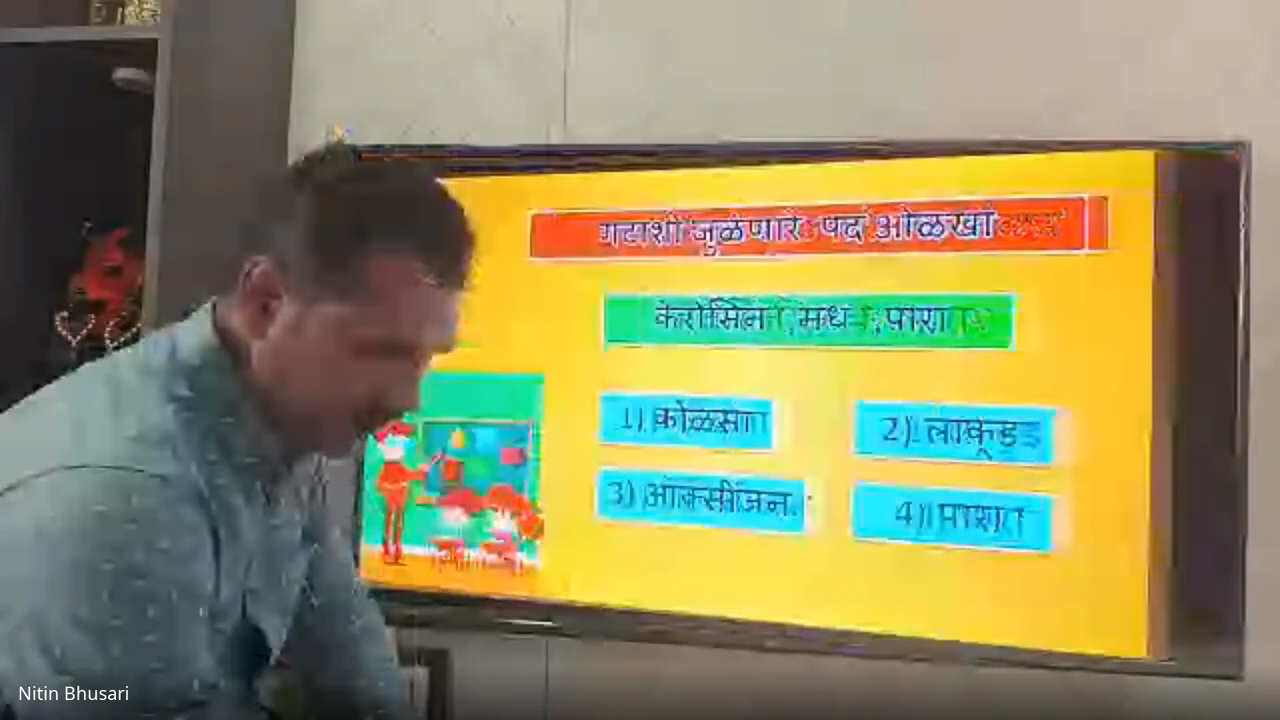 गटाशी जुळणारे पद ओळखा
केरोसिन , मध , पारा
1) कोळसा
2) लाकूड
3) ऑक्सीजन
4)
Nitin Bhusari